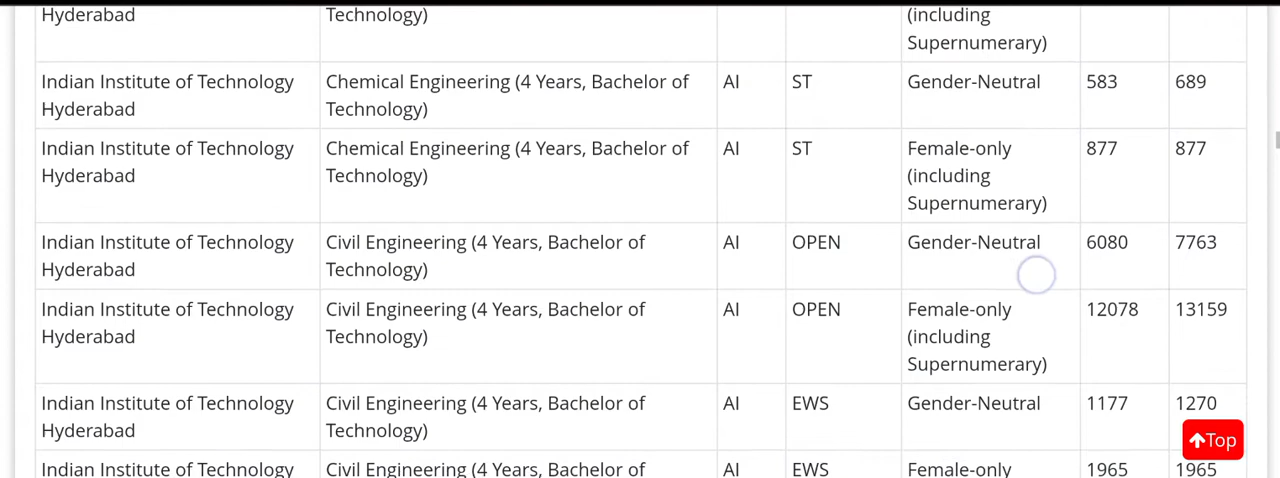 Hyderabad Technology) (including
Supernumerary)
Indian Institute of Technology Chemical Engineering (4 Years, Bachelor of AI ST Gender-Neutral 583 689
Hyderabad Technology)
Indian Institute of Technology Chemical Engineering (4 Years, Bachelor of AI ST Female-only 877 877
Hyderabad Technology) (including
Supernumerary)
Indian Institute of Technology Civil Engineering (4 Years, Bachelor of AI OPEN Gender-Neutral 6080 7763
Hyderabad Technology)
Indian Institute of Technology Civil Engineering (4 Years, Bachelor of AI OPEN Female-only 12078 13159
Hyderabad Technology) (including
Supernumerary)
Indian Institute of Technology Civil Engineering (4 Years, Bachelor of AI EWS Gender-Neutral 1177 1270
Hyderabad Technology)
Top
Indian Institute of Technology Civil Engineering (4 Years, Bachelor of AI EWS Female-only 1965 1965